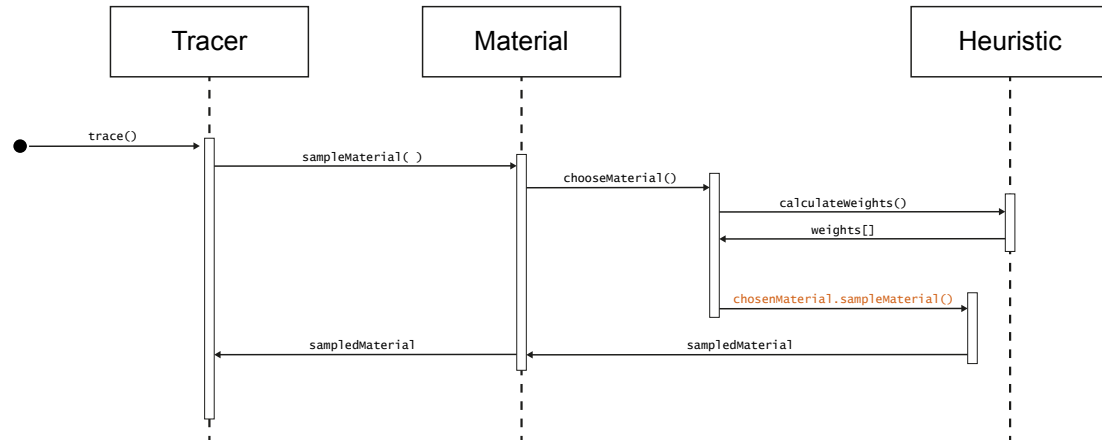 Tracer
Material
Heuristic
trace()
sampleMaterial( )
chooseMaterial()
calculateWeights()
weights[]
chosenMaterial.sampleMaterial()
sampledMaterial
sampledMaterial